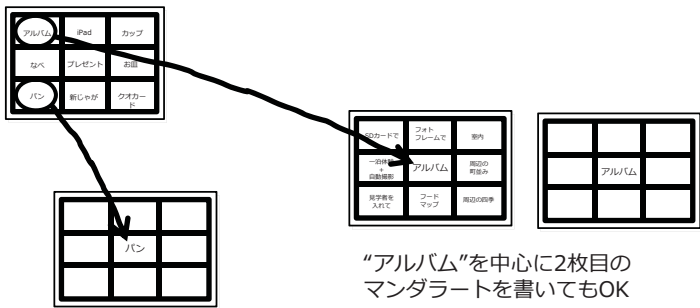 アルバム
iPad
カップ
なべ
プレゼント
お皿
パン
新じゃが
クオカー
ド
SDカードで
フォト
フレームで
室内
一泊体験
+
自動撮影
アルバム
周辺の
町並み
見学者を
入れて
フード
マップ
周辺の四季
アルバム
パン
“アルバム”を中心に2枚目の
マンダラートを書いてもOK